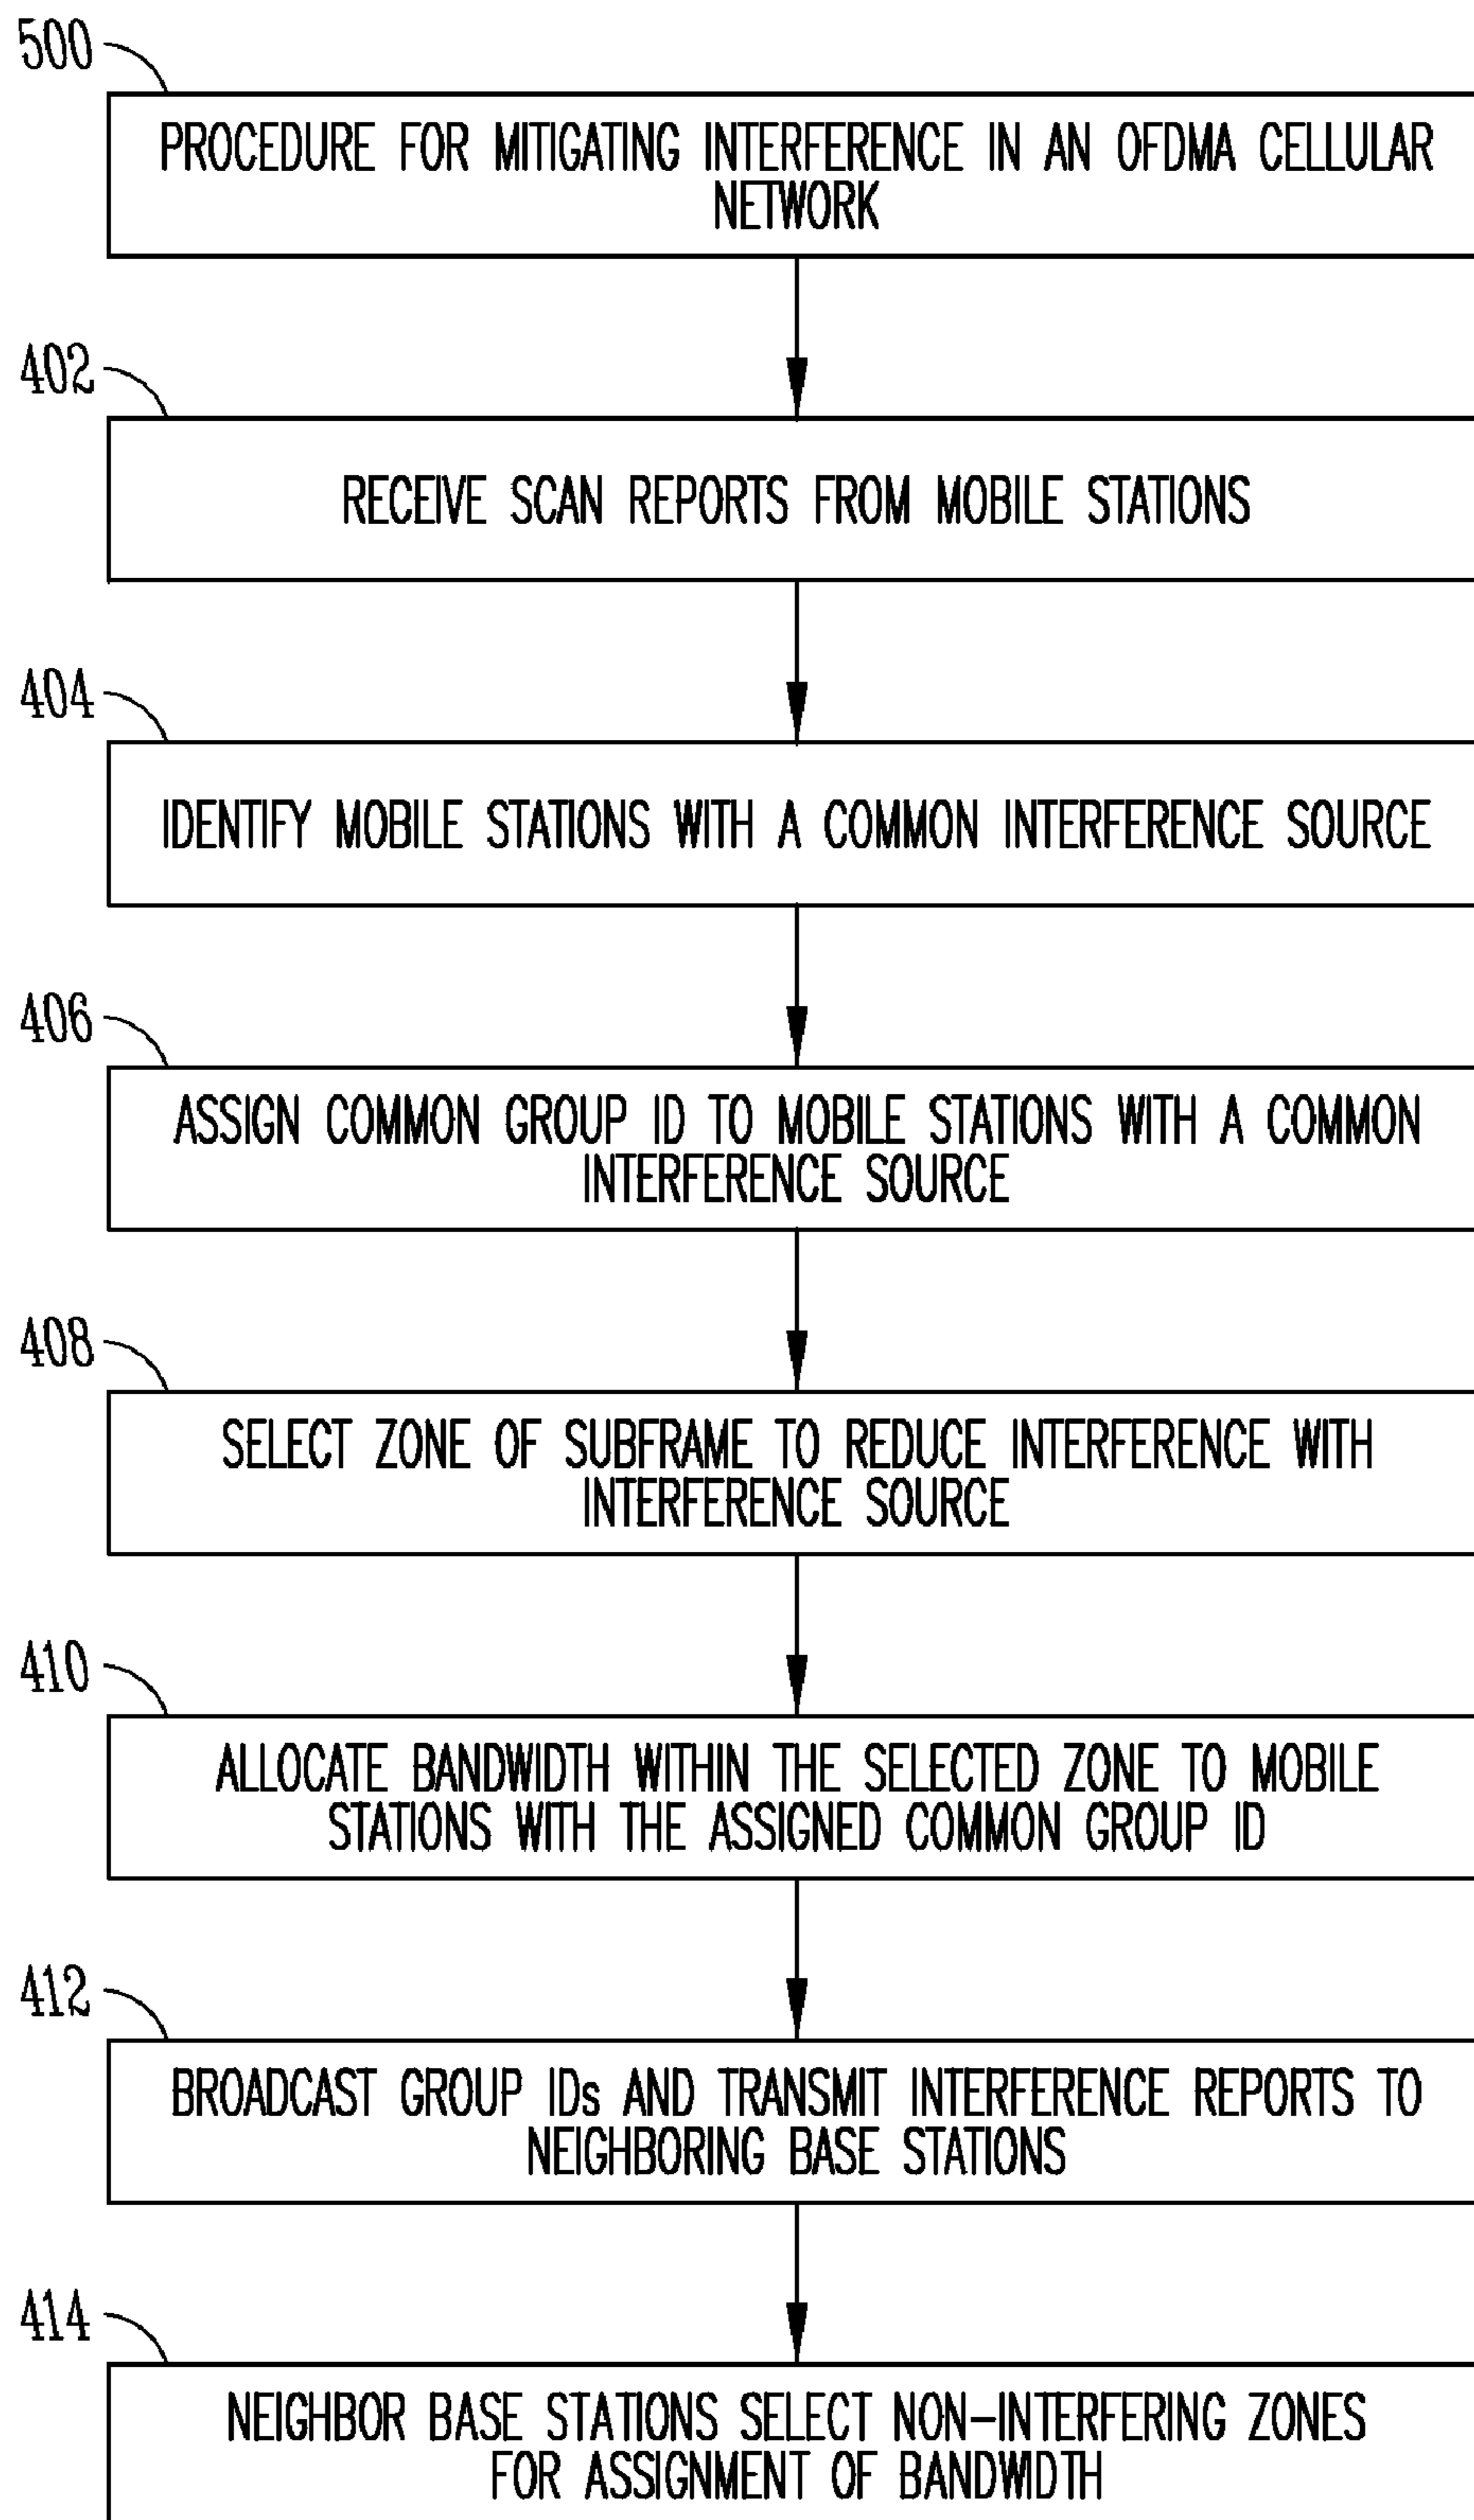 500
PROCEDURE FOR MITIGATING INTERFERENCE IN AN OFDMA CELLULAR
NETWORK
402
RECEIVE SCAN REPORTS FROM MOBILE STATIONS
404
IDENTIFY MOBILE STATIONS WITH A COMMON INTERFERENCE SOURCE
406
ASSIGN COMMON GROUP ID TO MOBILE STATIONS WITH A COMMON
INTERFERENCE SOURCE
408
SELECT ZONE OF SUBFRAME TO REDUCE INTERFERENCE WITH
INTERFERENCE SOURCE
410
ALLOCATE BANDWIDTH WITHIN THE SELECTED ZONE TO MOBILE
STATIONS WITH THE ASSIGNED COMMON GROUP ID
412
BROADCAST GROUP IDs AND TRANSMIT INTERFERENCE REPORTS TO
NEIGHBORING BASE STATIONS
414
NEIGHBOR BASE STATIONS SELECT NON-INTERFERING ZONES
FOR ASSIGNMENT OF BANDWIDTH